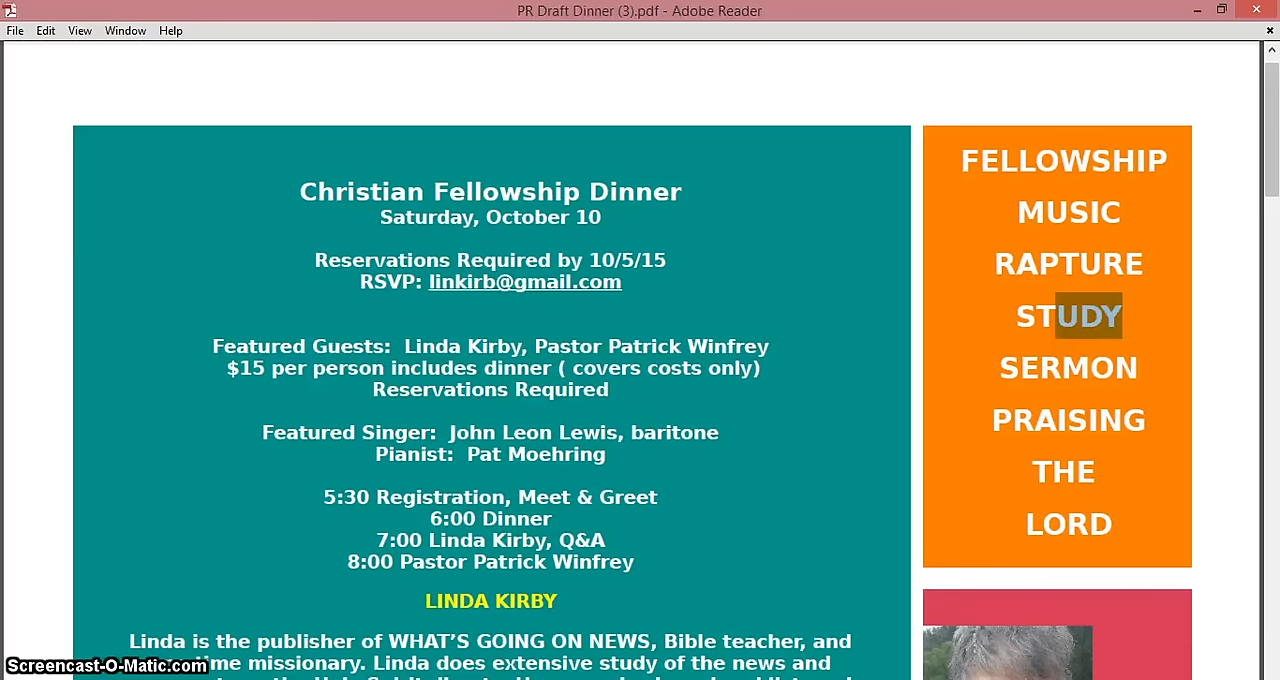 PR Draft Dinner (3).pdf - Adobe Reader
File Edit View Window Help
Christian Fellowship Dinner
Saturday, October 10
Reservations Required by 10/5/15
RSVP: linkirb@gmail.com
Featured Guests:  Linda Kirby, Pastor Patrick Winfrey
$15 per person includes dinner ( covers costs only)
Reservations Required
Featured Singer:  John Leon Lewis, baritone
Pianist:  Pat Moehring
5:30 Registration, Meet & Greet
6:00 Dinner
7:00 Linda Kirby, Q&A
8:00 Pastor Patrick Winfrey
LINDA KIRBY
Linda is the publisher of WHAT’S GOING ON NEWS, Bible teacher, and
time missionary. Linda does extensive study of the news and
FELLOWSHIP
MUSIC
RAPTURE
STUDY
SERMON
PRAISING
THE
LORD
Screencast-O-Matic.com